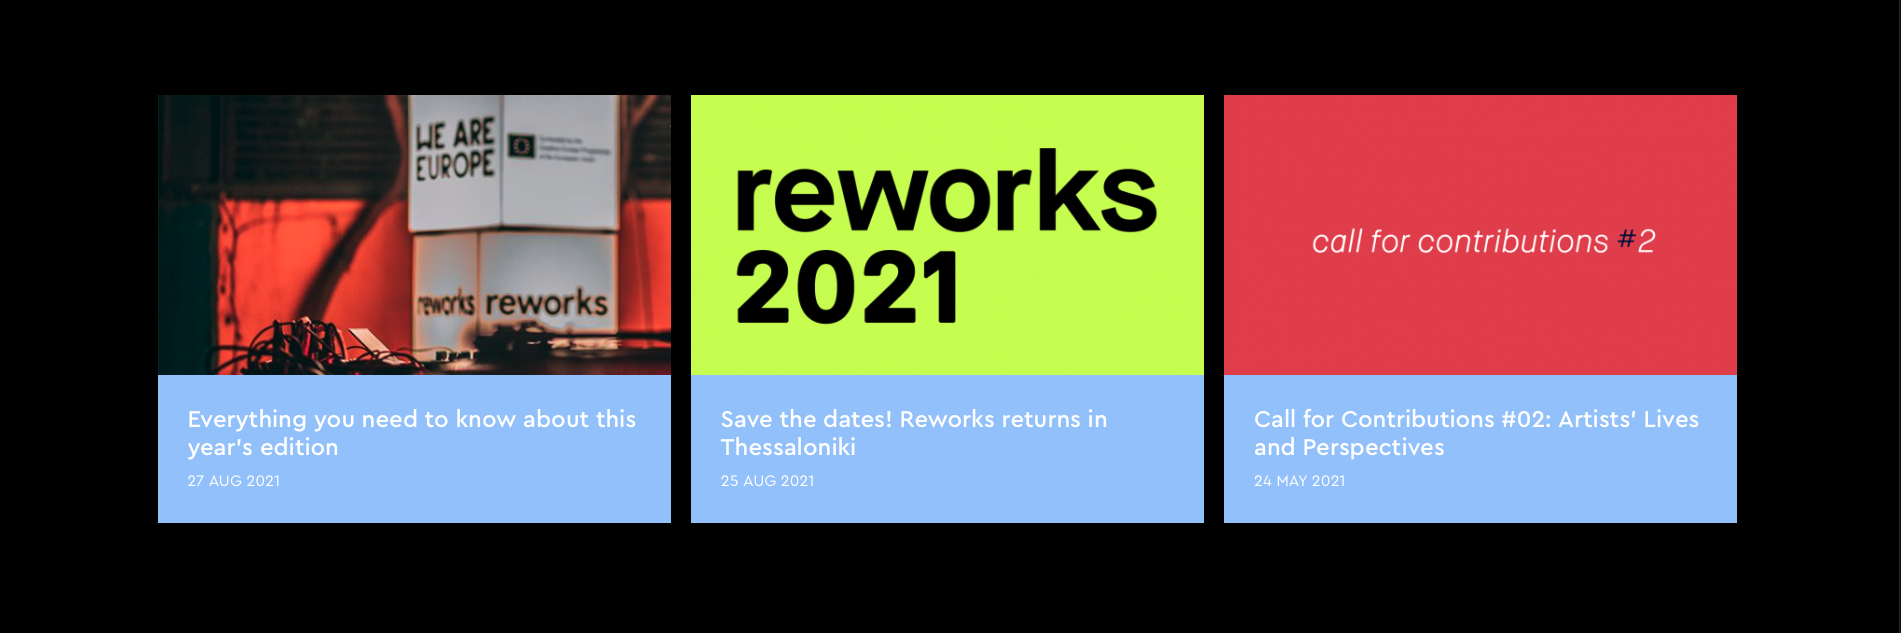 WE ARE
EUROPE
reworks reworks
reworks
2021
call for contributions #2
Everything you need to know about this
year's edition
27 AUG 2021
Save the dates! Reworks returns in
Thessaloniki
25 AUG 2021
Call for Contributions #02: Artists' Lives
and Perspectives
24 MAY 2021